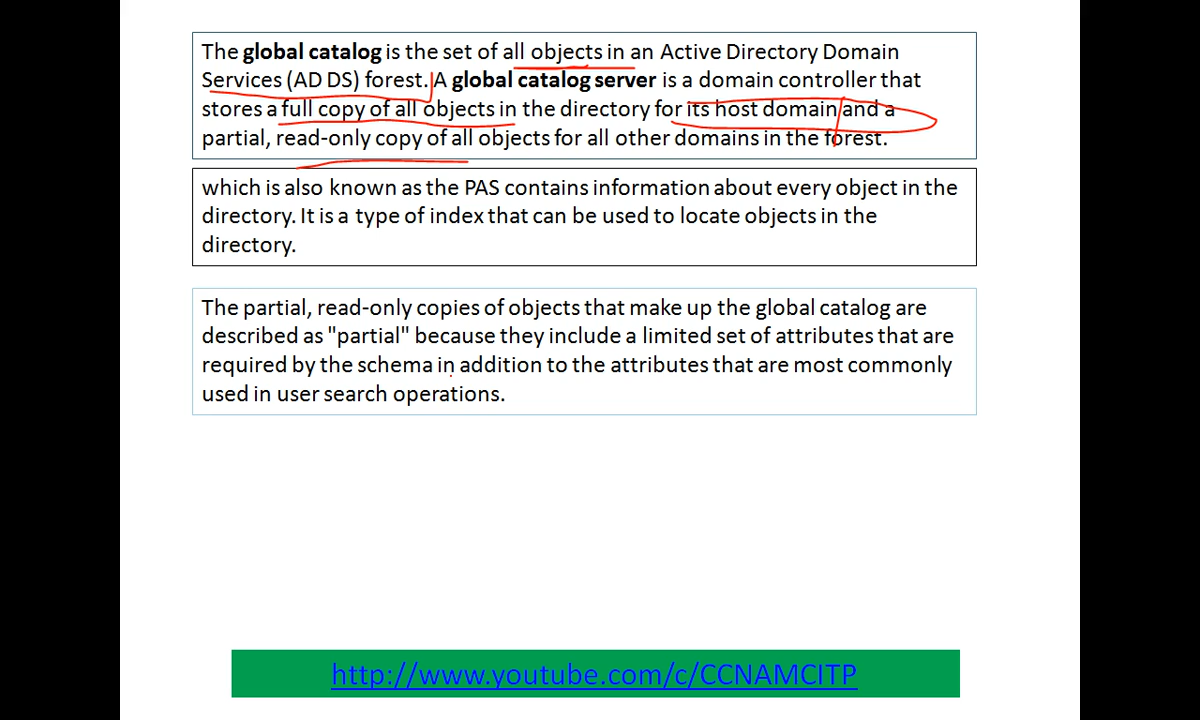 The global catalog is the set of all objects in an Active Directory Domain
Services (AD DS) forest. A global catalog server is a domain controller that
stores a full copy of all objects in the directory for its host domain and a
partial, read-only copy of all objects for all other domains in the forest.
which is also known as the PAS contains information about every object in the
directory. It is a type of index that can be used to locate objects in the
directory.
The partial, read-only copies of objects that make up the global catalog are
described as "partial" because they include a limited set of attributes that are
required by the schema in addition to the attributes that are most commonly
used in user search operations.
http://www.youtube.com/c/CCNAMCITP